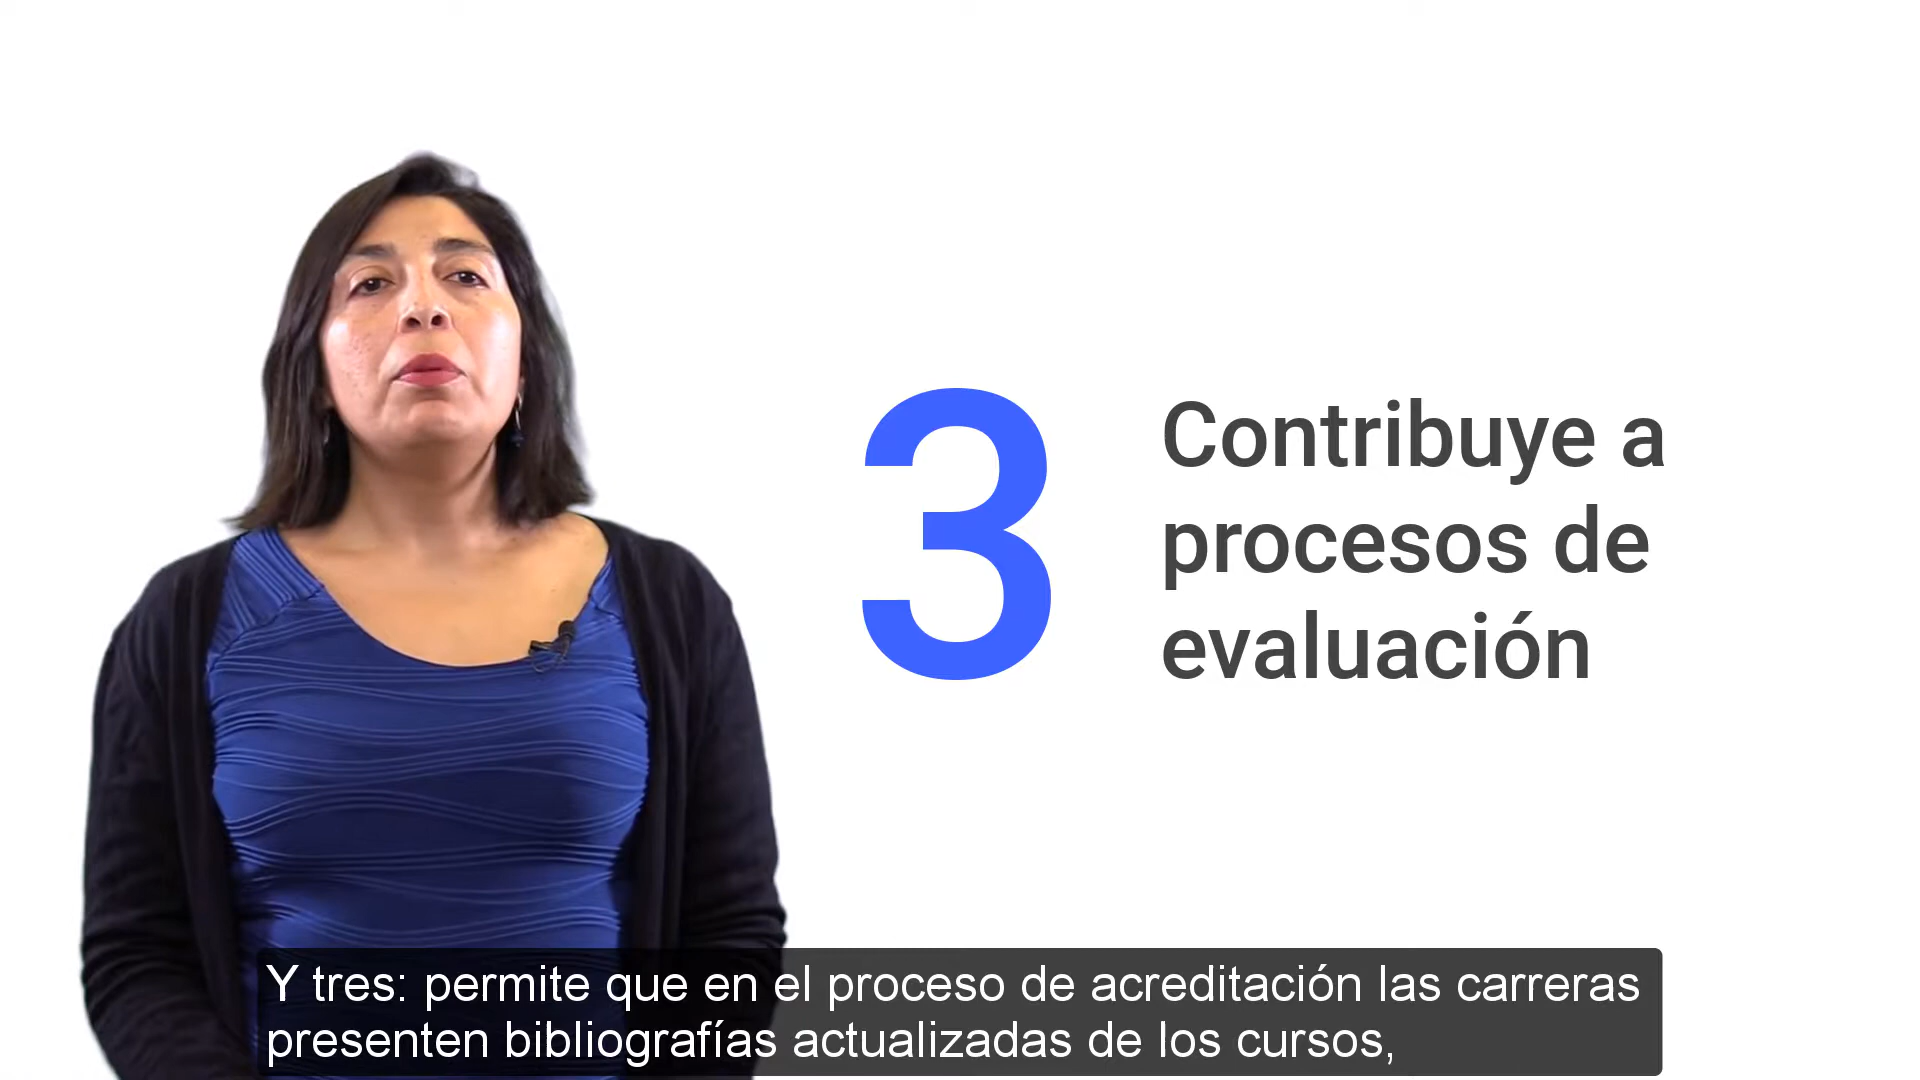 3
Contribuye a
procesos de
evaluación
Y tres: permite que en el proceso de acreditación las carreras
presenten bibliografías actualizadas de los cursos,